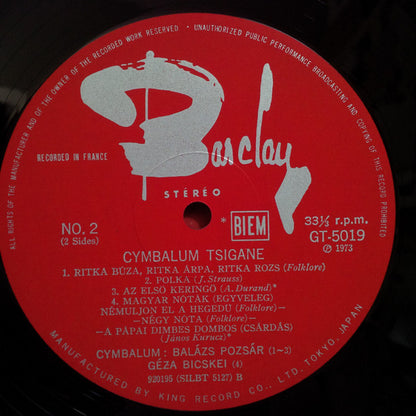 ALL RIGHTS OF THE MANUFACTURER AND OF THE OWNER OF THE RECORDED WORK RESERVED · UNAUTHORIZED PUBLIC PERFORMANCE BROADCASTING AND COPYING OF THIS RECORD PROHIBITED
Barclay
RECORDED IN FRANCE
STÉRÉO
NO. 2
(2 Sides)
* BIEM
33⅓ r.p.m.
GT-5019
Ⓟ 1973
CYMBALUM TSIGANE
1. RITKA BÚZA, RITKA ÁRPA, RITKA ROZS (Folklore)
2. POLKA (J. Strauss)
3. AZ ELSÖ KERINGÖ (A. Durand)*
4. MAGYAR NÓTÁK (EGYVELEG)
NÉMULJON EL A HEGEDÜ (Folklore)—
—NÉGY NÓTA (Folklore)—
—A PÁPAI DIMBES DOMBOS (CSÁRDÁS)
(János Kurucz)*
CYMBALUM: BALÁZS POZSÁR (1~3)
GÉZA BICSKEI (4)
920195 (SILBT 5127) B
MANUFACTURED BY KING RECORD CO., LTD. TOKYO, JAPAN